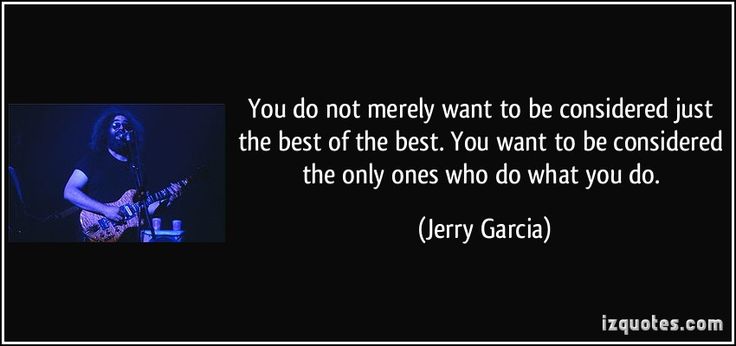 You do not merely want to be considered just
the best of the best. You want to be considered
the only ones who do what you do.
(Jerry Garcia)
izquotes.com